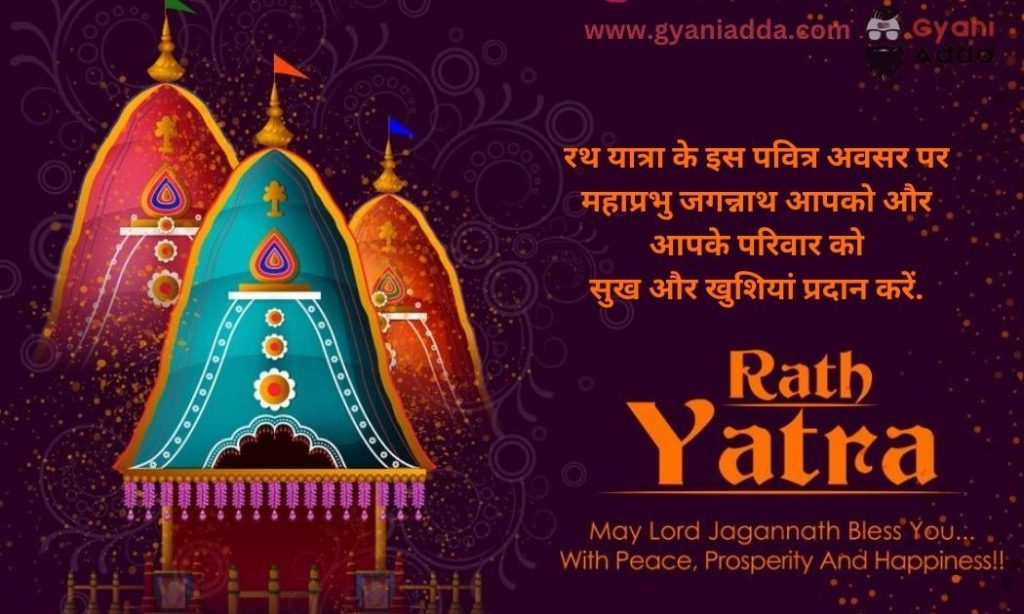 www.gyaniadda.com
Gyani
Adda
रथ यात्रा के इस पवित्र अवसर पर
महाप्रभु जगन्नाथ आपको और
आपके परिवार को
सुख और खुशियां प्रदान करें.
Rath
Yatra
May Lord Jagannath Bless You...
With Peace, Prosperity And Happiness!!